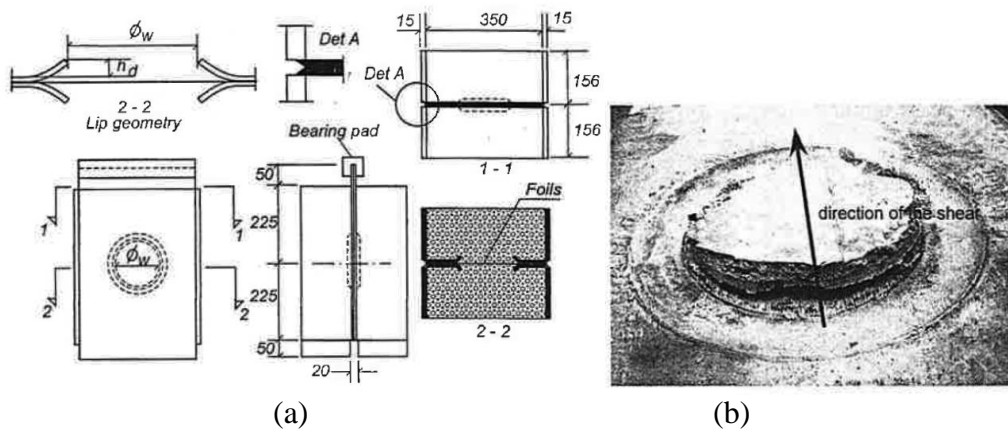 Φw
hd
2 - 2
Lip geometry
Det A
15
350
15
Det A
156
156
1 - 1
Bearing pad
50
225
225
50
20
1
1
Φw
2
2
Foils
2 - 2
direction of the shear
(a)
(b)